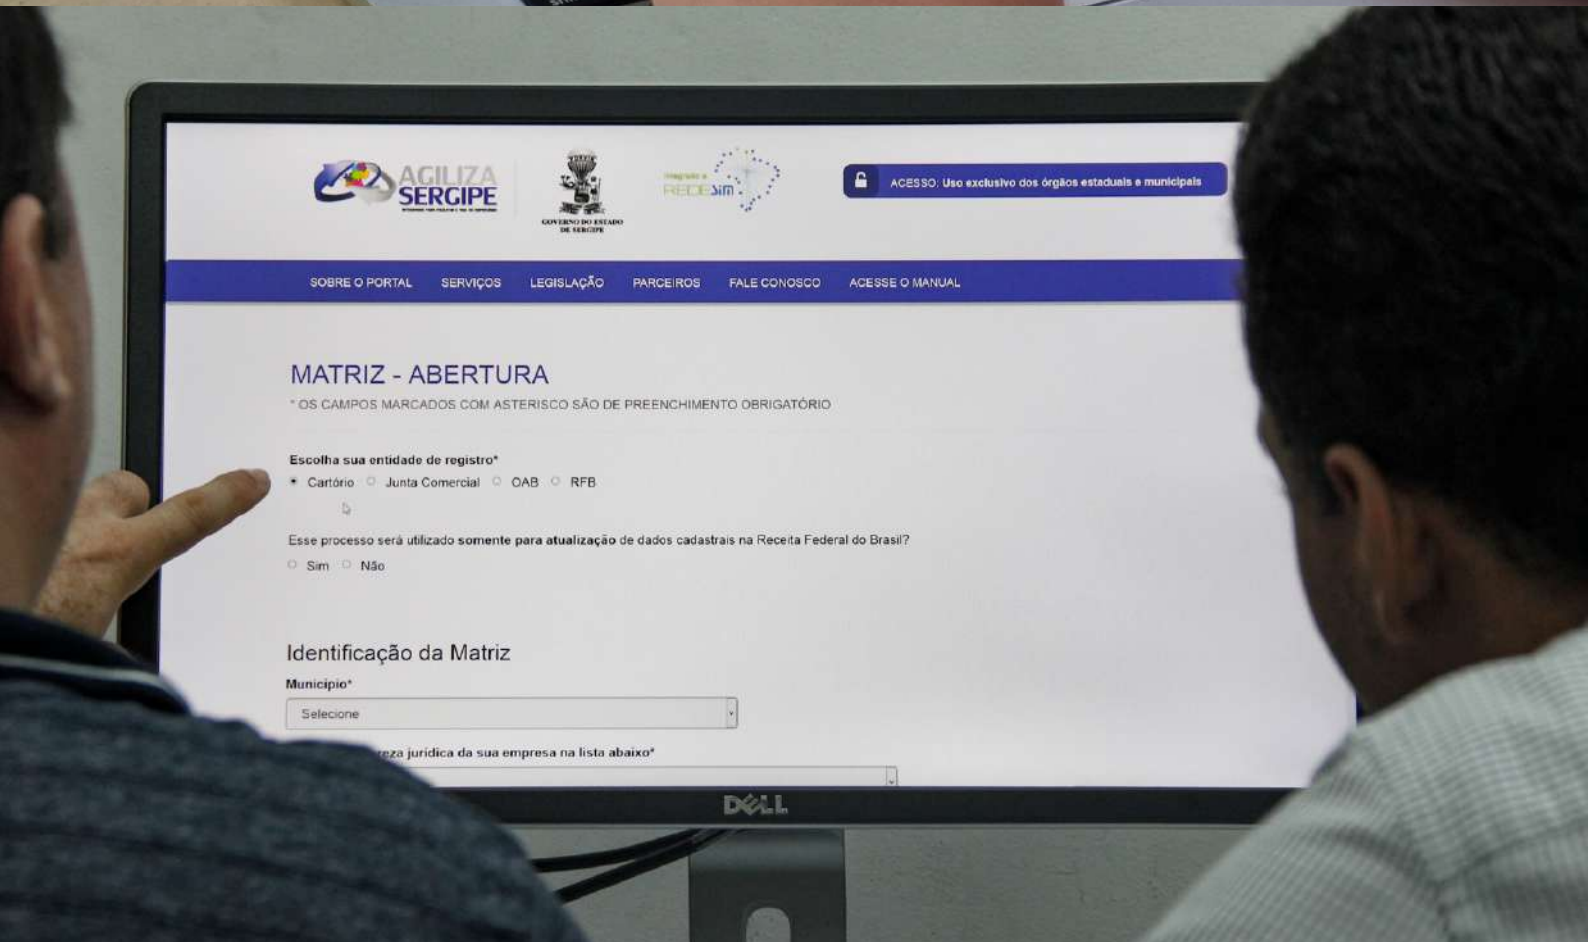 AGILIZA
SERGIPE
GOVERNO DO ESTADO
DE SERGIPE
Integrado à
REDESim
ACESSO: Uso exclusivo dos órgãos estaduais e municipais
SOBRE O PORTAL SERVIÇOS LEGISLAÇÃO PARCEIROS FALE CONOSCO ACESSE O MANUAL
MATRIZ - ABERTURA
* OS CAMPOS MARCADOS COM ASTERISCO SÃO DE PREENCHIMENTO OBRIGATÓRIO
Escolha sua entidade de registro*
Cartório Junta Comercial OAB RFB
Esse processo será utilizado somente para atualização de dados cadastrais na Receita Federal do Brasil?
Sim Não
Identificação da Matriz
Município*
Selecione
jurídica da sua empresa na lista abaixo*
DELL